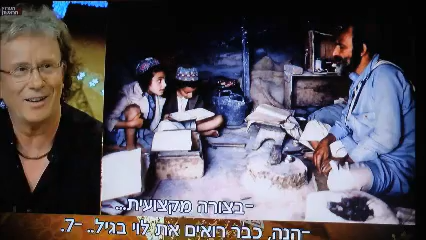 -בצורה מקצועית...
-הנה, כבר רואים את לוי בגיל.. -7.